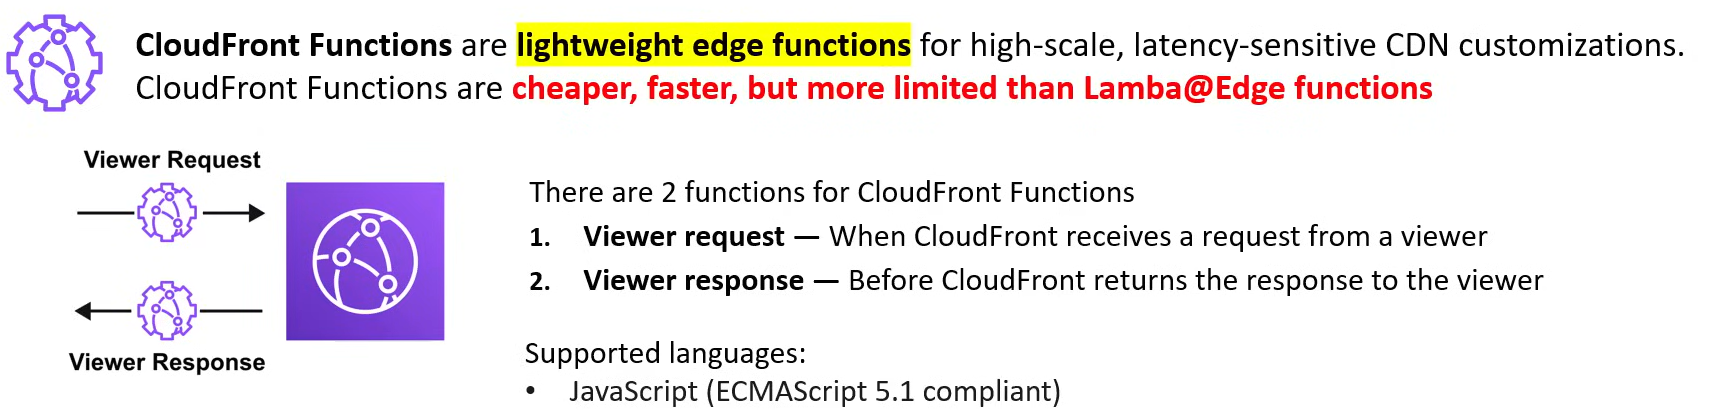 CloudFront Functions are lightweight edge functions for high-scale, latency-sensitive CDN customizations.
CloudFront Functions are cheaper, faster, but more limited than Lamba@Edge functions
Viewer Request
Viewer Response
There are 2 functions for CloudFront Functions
1. Viewer request — When CloudFront receives a request from a viewer
2. Viewer response — Before CloudFront returns the response to the viewer
Supported languages:
• JavaScript (ECMAScript 5.1 compliant)